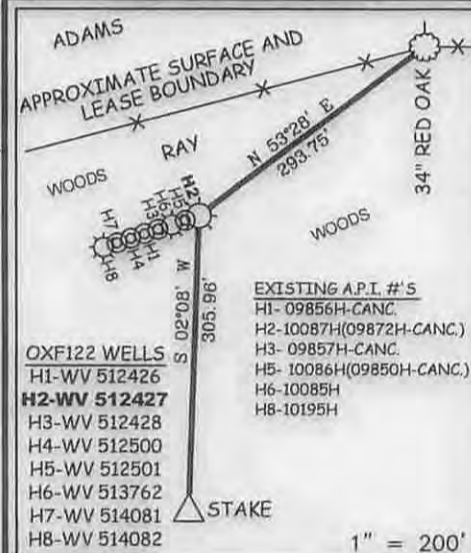 ADAMS
APPROXIMATE SURFACE AND
LEASE BOUNDARY
34" RED OAK
RAY
N 53°28' E
293.75'
WOODS
WOODS
H2
H5
H6
H1
H3
H4
H7
H8
S 02°08' W
305.96'
EXISTING A.P.I. #'S
H1- 09856H-CANC.
H2-10087H(09872H-CANC.)
H3- 09857H-CANC.
H5- 10086H(09850H-CANC.)
H6-10085H
H8-10195H
OXF122 WELLS
H1-WV 512426
H2-WV 512427
H3-WV 512428
H4-WV 512500
H5-WV 512501
H6-WV 513762
H7-WV 514081
H8-WV 514082
STAKE
1" = 200'